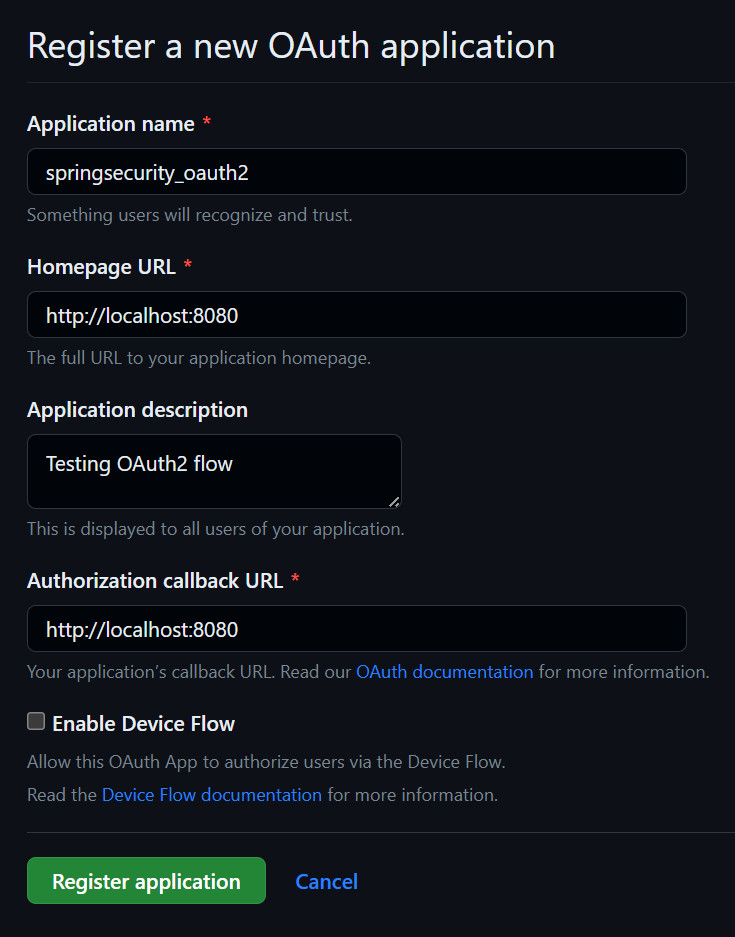 Register a new OAuth application
Application name *
springsecurity_oauth2
Something users will recognize and trust.
Homepage URL *
http://localhost:8080
The full URL to your application homepage.
Application description
Testing OAuth2 flow
This is displayed to all users of your application.
Authorization callback URL *
http://localhost:8080
Your application’s callback URL. Read our OAuth documentation for more information.
Enable Device Flow
Allow this OAuth App to authorize users via the Device Flow.
Read the Device Flow documentation for more information.
Register application Cancel